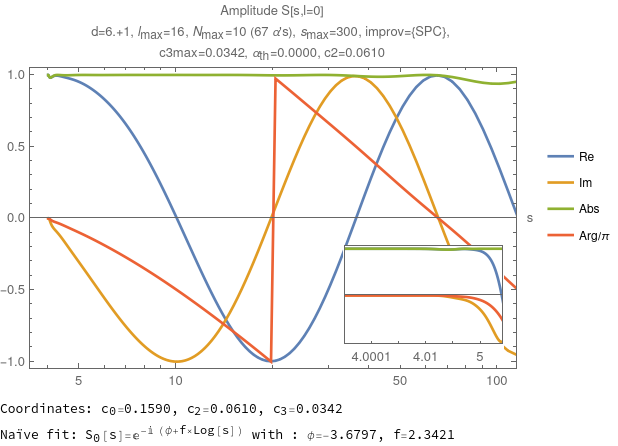 Amplitude S[s,l=0]
d=6.+1, lmax=16, Nmax=10 (67 α's), smax=300, improv={SPC},
c3max=0.0342, αth=0.0000, c2=0.0610
1.0
0.5
0.0
-0.5
-1.0
5
10
50
100
s
4.0001
4.01
5
Re
Im
Abs
Arg/π
Coordinates: c0=0.1590, c2=0.0610, c3=0.0342
Naïve fit: S0[s]=e^-i (ϕ+f×Log[s]) with : ϕ=-3.6797, f=2.3421